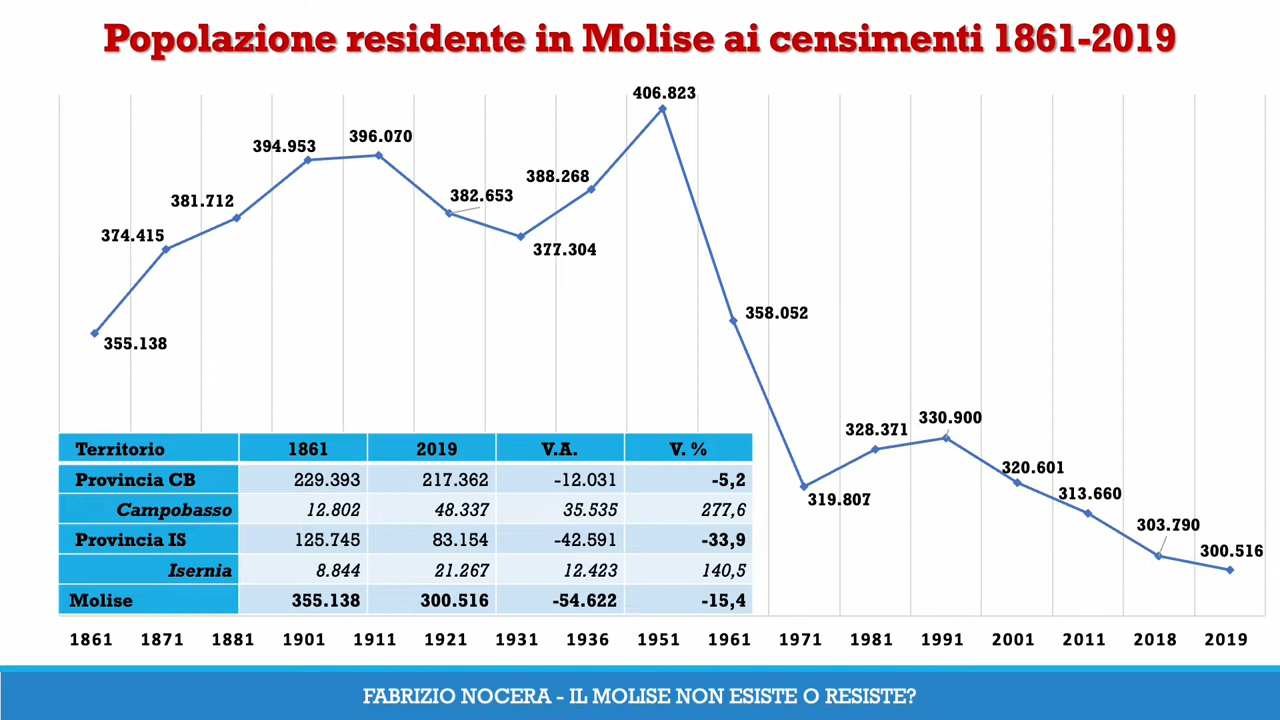 Popolazione residente in Molise ai censimenti 1861-2019
406.823
396.070
394.953
388.268
382.653
381.712
374.415
377.304
358.052
355.138
330.900
328.371
320.601
319.807
313.660
303.790
300.516
Territorio 1861 2019 V.A. V. %
Provincia CB 229.393 217.362 -12.031 -5,2
Campobasso 12.802 48.337 35.535 277,6
Provincia IS 125.745 83.154 -42.591 -33,9
Isernia 8.844 21.267 12.423 140,5
Molise 355.138 300.516 -54.622 -15,4
1861 1871 1881 1901 1911 1921 1931 1936 1951 1961 1971 1981 1991 2001 2011 2018 2019
FABRIZIO NOCERA - IL MOLISE NON ESISTE O RESISTE?